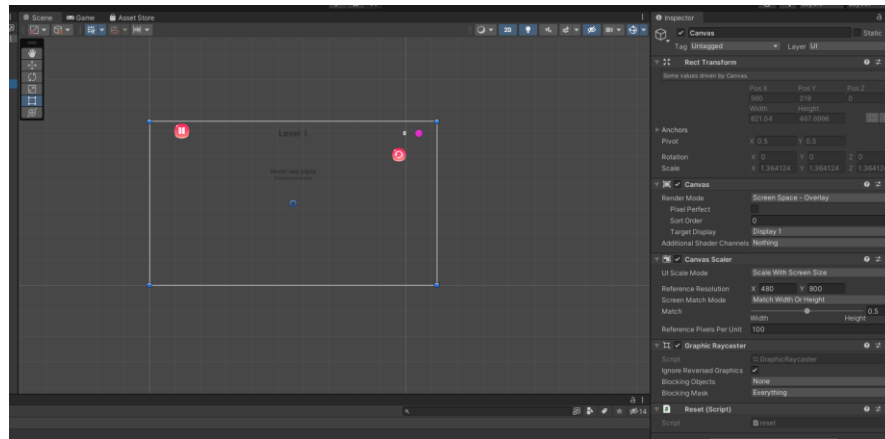 Scene Game Asset Store
Inspector
2D
Canvas Static
Tag Untagged Layer UI
Rect Transform
Some values driven by Canvas.
Pos X Pos Y Pos Z
560 319 0
Width Height
821.04 467.6996
Anchors
Pivot X 0.5 Y 0.5
Rotation X 0 Y 0 Z 0
Scale X 1.364124 Y 1.364124 Z 1.36412
Canvas
Render Mode Screen Space - Overlay
Pixel Perfect
Sort Order 0
Target Display Display 1
Additional Shader Channels Nothing
Canvas Scaler
UI Scale Mode Scale With Screen Size
Reference Resolution X 480 Y 800
Screen Match Mode Match Width Or Height
Match 0.5
Width Height
Reference Pixels Per Unit 100
Graphic Raycaster
Script GraphicRaycaster
Ignore Reversed Graphics
Blocking Objects None
Blocking Mask Everything
Reset (Script)
Script reset
Level 1
14